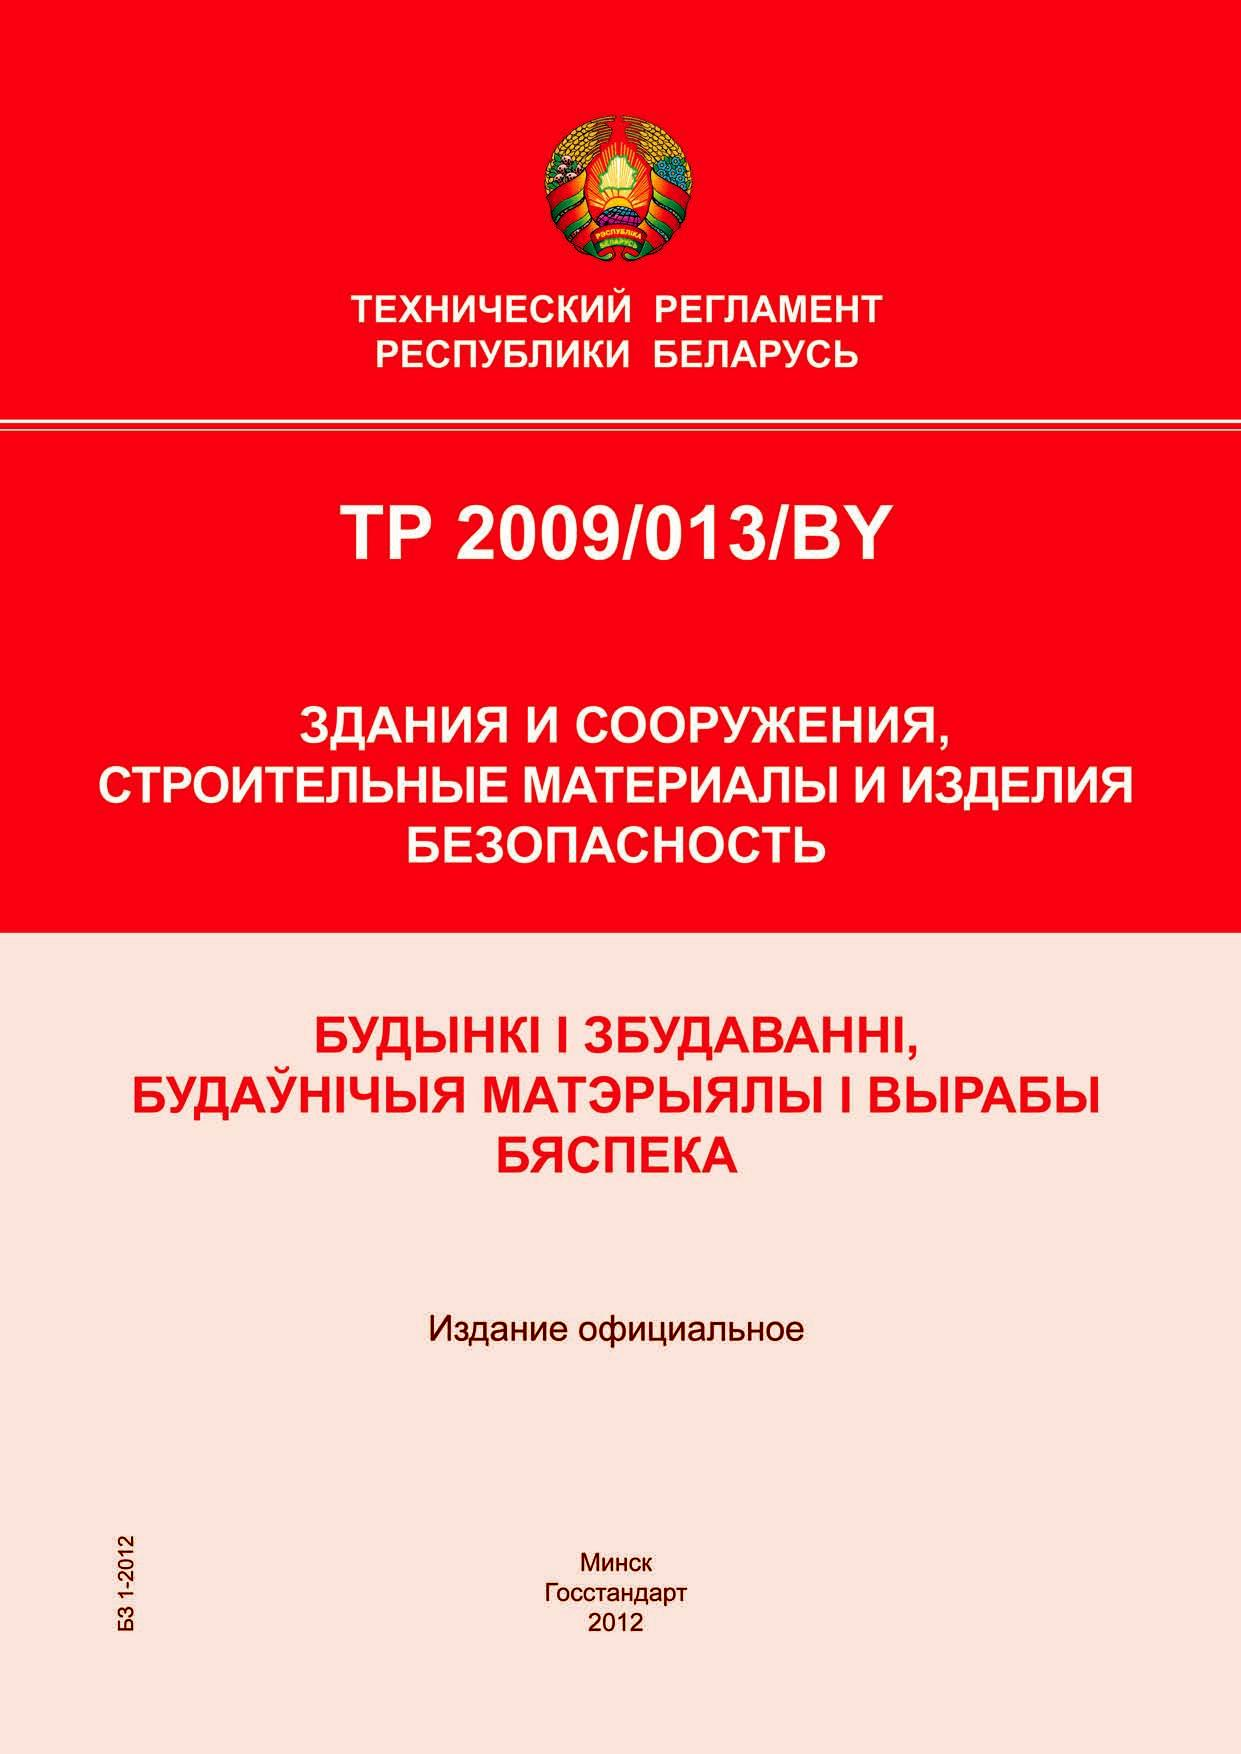 РЭСПУБЛІКА
БЕЛАРУСЬ
ТЕХНИЧЕСКИЙ РЕГЛАМЕНТ
РЕСПУБЛИКИ БЕЛАРУСЬ
ТР 2009/013/BY
ЗДАНИЯ И СООРУЖЕНИЯ,
СТРОИТЕЛЬНЫЕ МАТЕРИАЛЫ И ИЗДЕЛИЯ
БЕЗОПАСНОСТЬ
БУДЫНКІ І ЗБУДАВАННІ,
БУДАЎНІЧЫЯ МАТЭРЫЯЛЫ І ВЫРАБЫ
БЯСПЕКА
Издание официальное
БЗ 1-2012
Минск
Госстандарт
2012